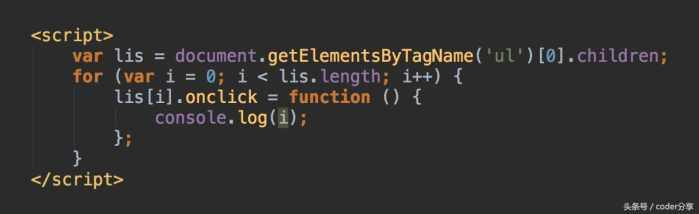 <script>
var lis = document.getElementsByTagName('ul')[0].children;
for (var i = 0; i < lis.length; i++) {
lis[i].onclick = function () {
console.log(i);
};
}
</script>
头条号 / coder分享